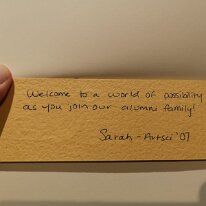 Welcome to a world of possibility
as you join our alumni family!
Sarah - Artsci '07